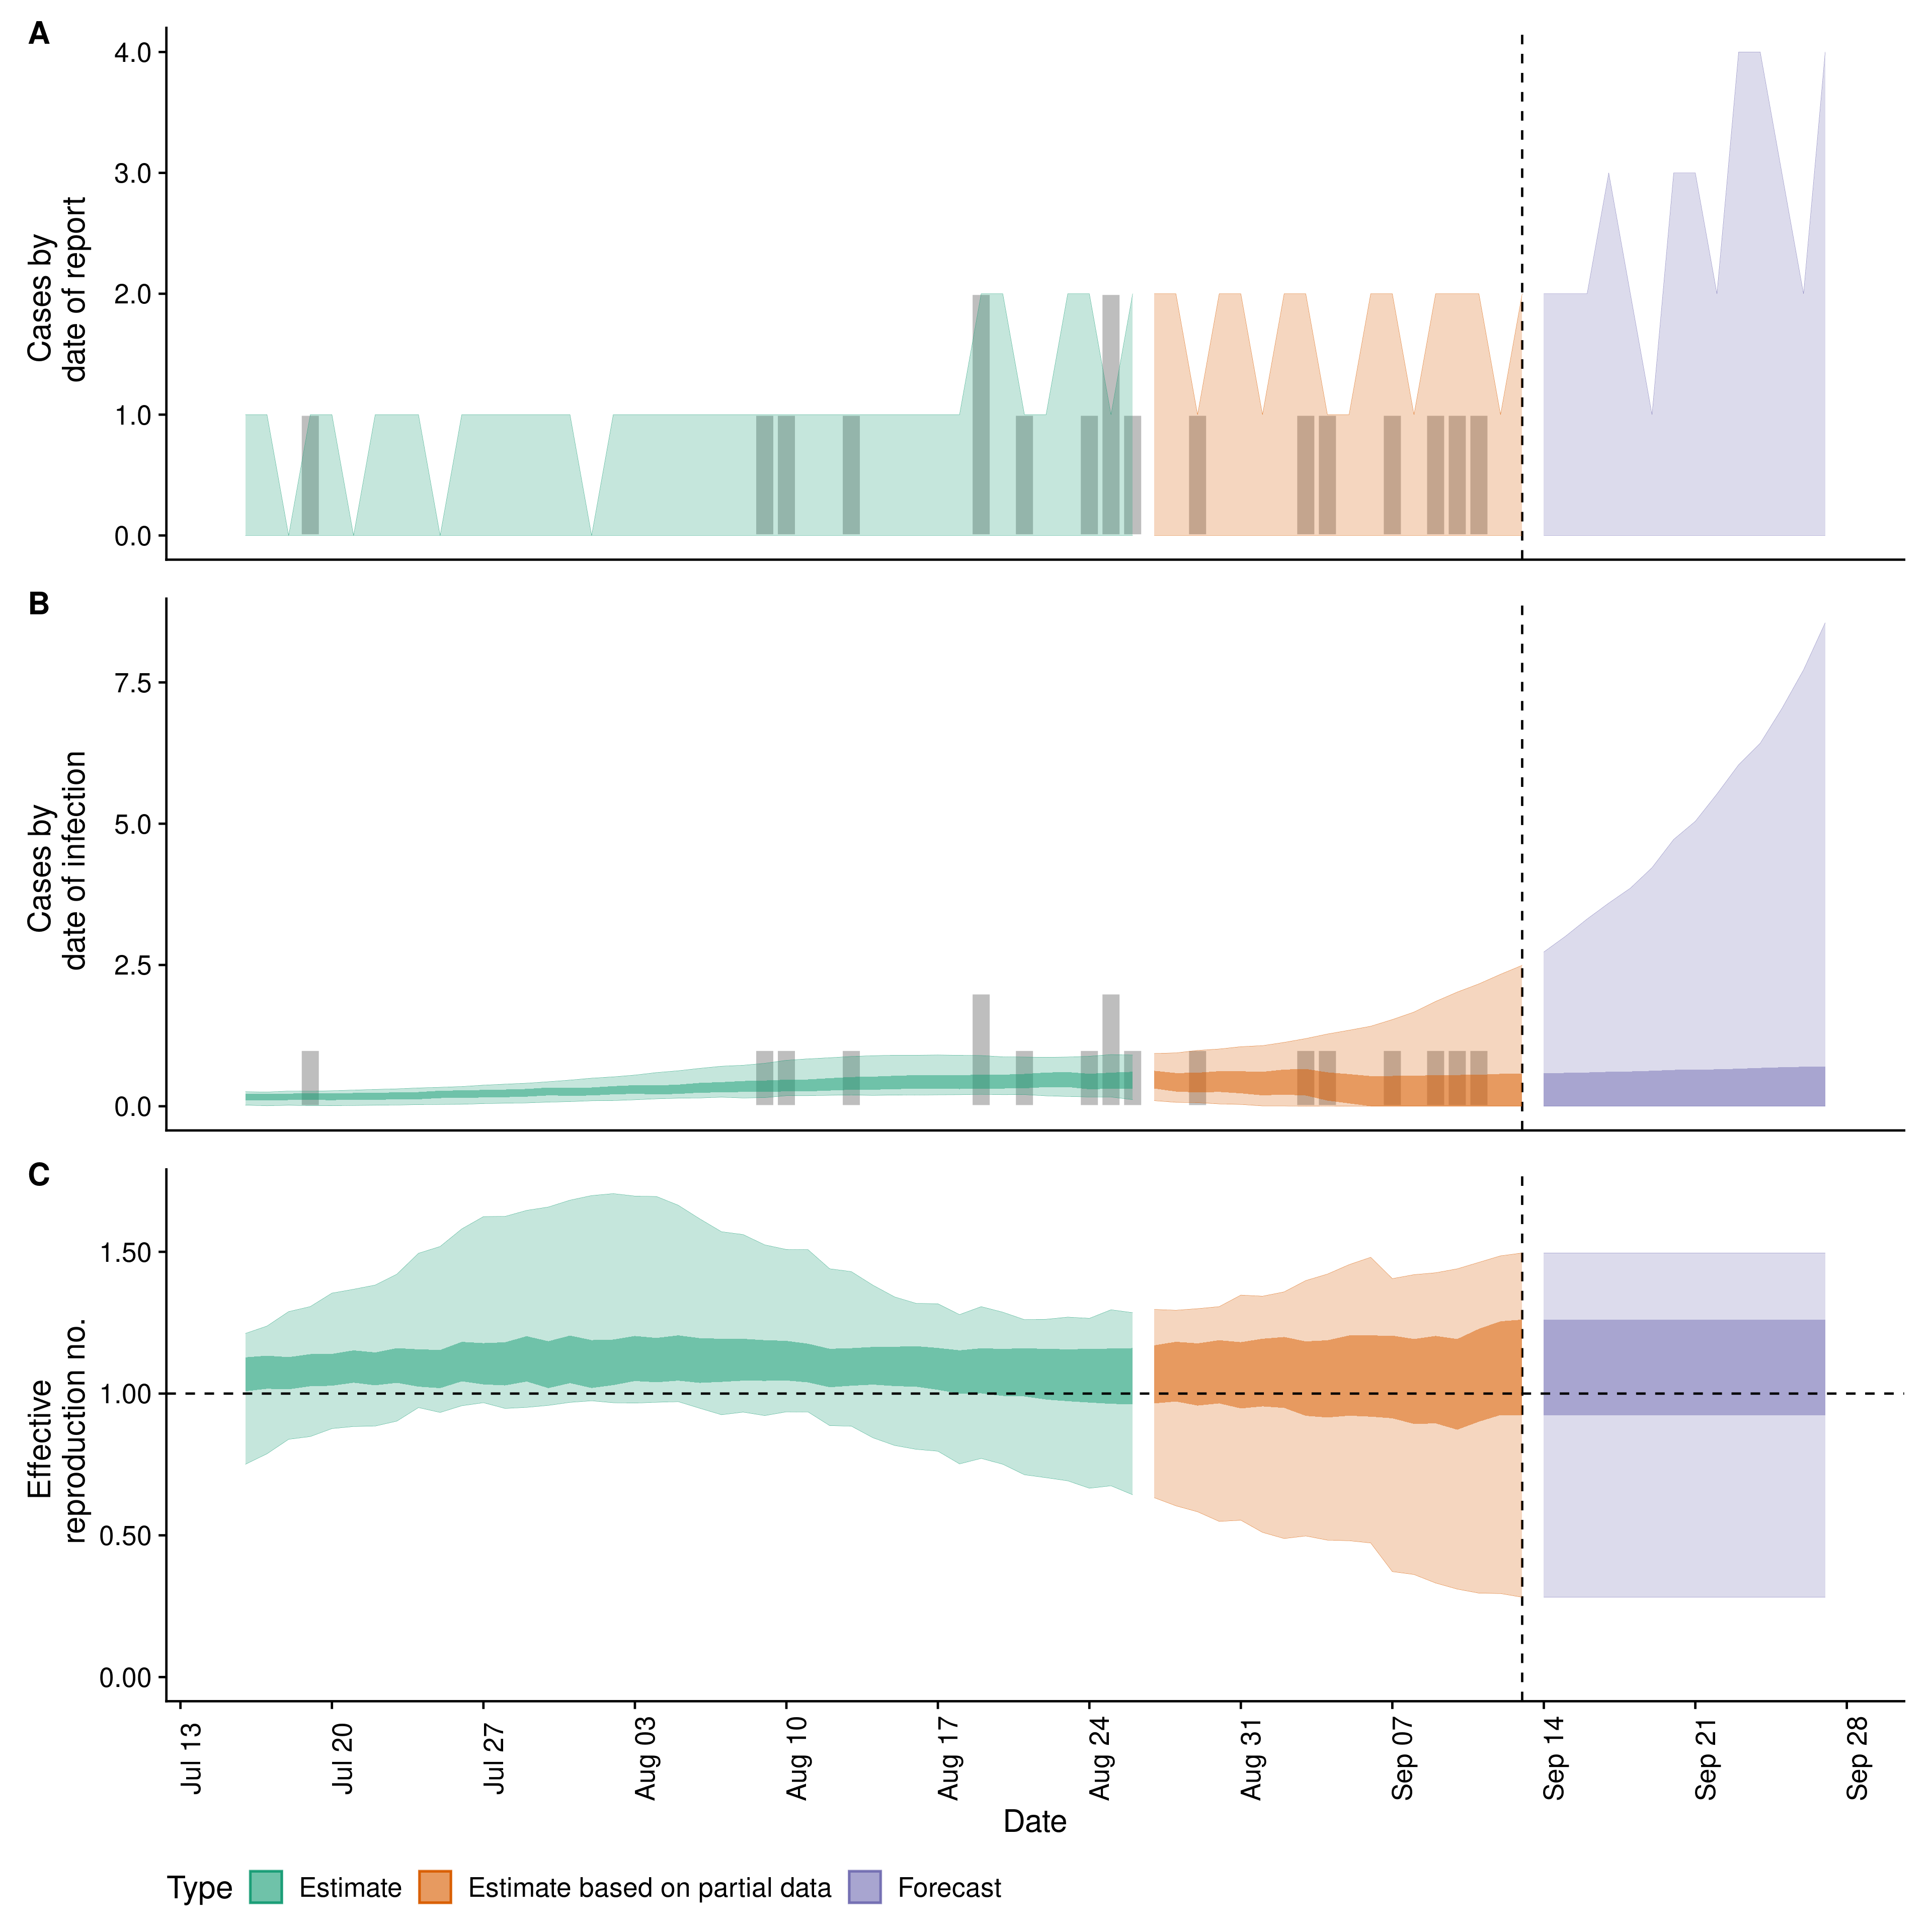 A
Cases by
date of report
4.0
3.0
2.0
1.0
0.0
B
Cases by
date of infection
7.5
5.0
2.5
0.0
C
Effective
reproduction no.
1.50
1.00
0.50
0.00
Jul 13
Jul 20
Jul 27
Aug 03
Aug 10
Aug 17
Aug 24
Aug 31
Sep 07
Sep 14
Sep 21
Sep 28
Date
Type
Estimate
Estimate based on partial data
Forecast